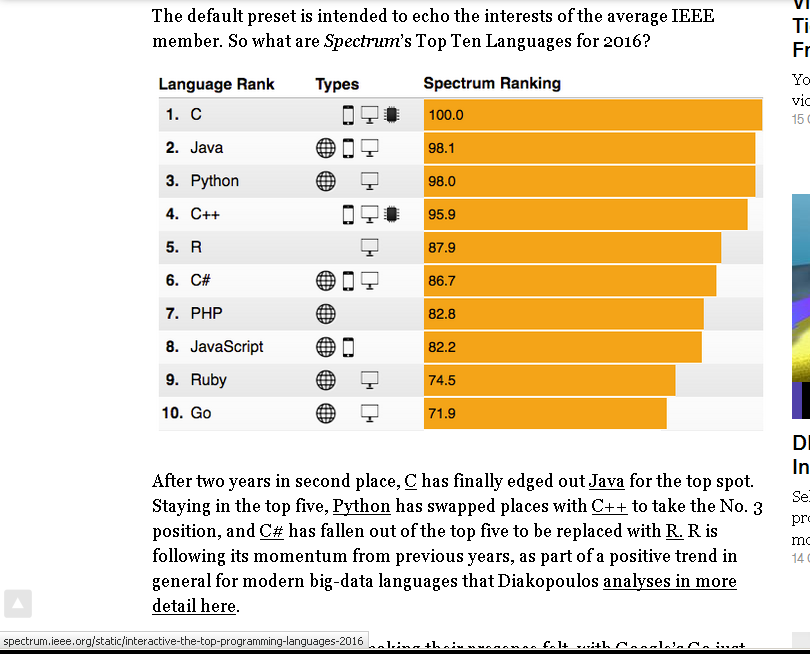 The default preset is intended to echo the interests of the average IEEE
member. So what are Spectrum's Top Ten Languages for 2016?
Language Rank Types Spectrum Ranking
1. C 100.0
2. Java 98.1
3. Python 98.0
4. C++ 95.9
5. R 87.9
6. C# 86.7
7. PHP 82.8
8. JavaScript 82.2
9. Ruby 74.5
10. Go 71.9
After two years in second place, C has finally edged out Java for the top spot.
Staying in the top five, Python has swapped places with C++ to take the No. 3
position, and C# has fallen out of the top five to be replaced with R. R is
following its momentum from previous years, as part of a positive trend in
general for modern big-data languages that Diakopoulos analyses in more
detail here.
their presence felt, with Google's Go just
spectrum.ieee.org/static/interactive-the-top-programming-languages-2016
Ti
Fr
Yo
vic
15
DI
In
Se
pr
mo
14